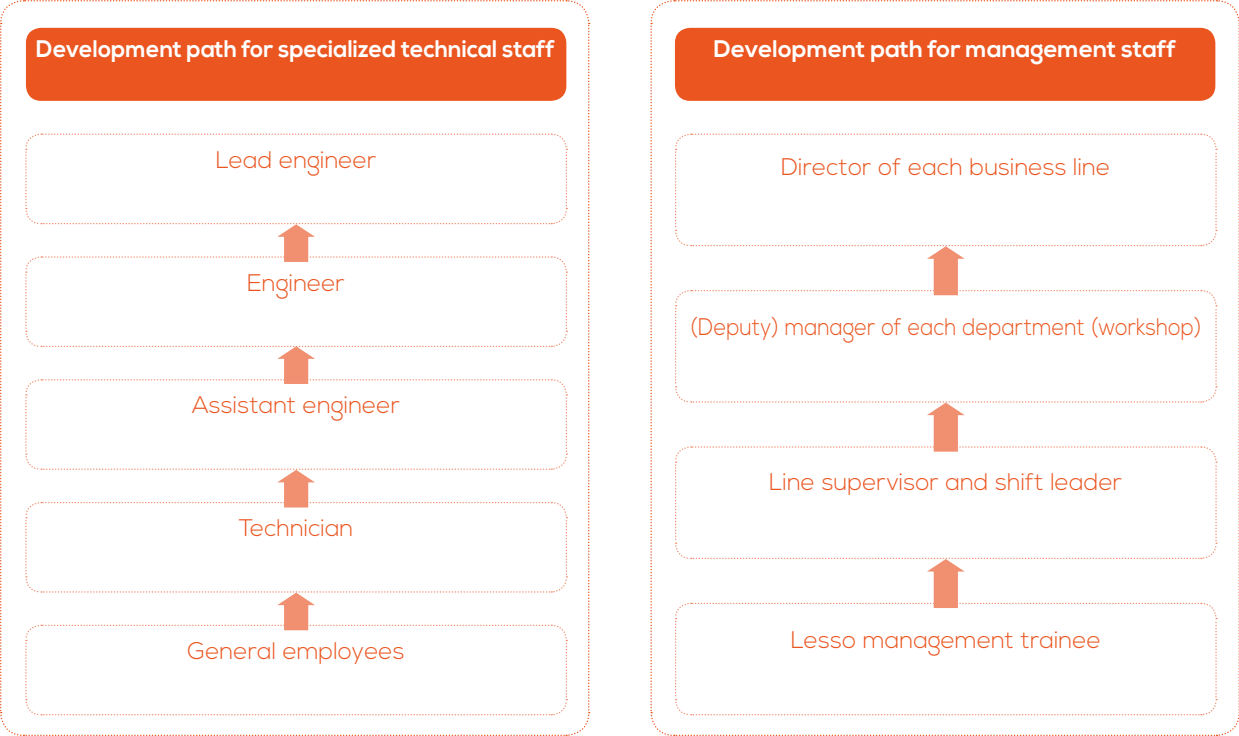 Development path for specialized technical staff
Lead engineer
Engineer
Assistant engineer
Technician
General employees
Development path for management staff
Director of each business line
(Deputy) manager of each department (workshop)
Line supervisor and shift leader
Lesso management trainee